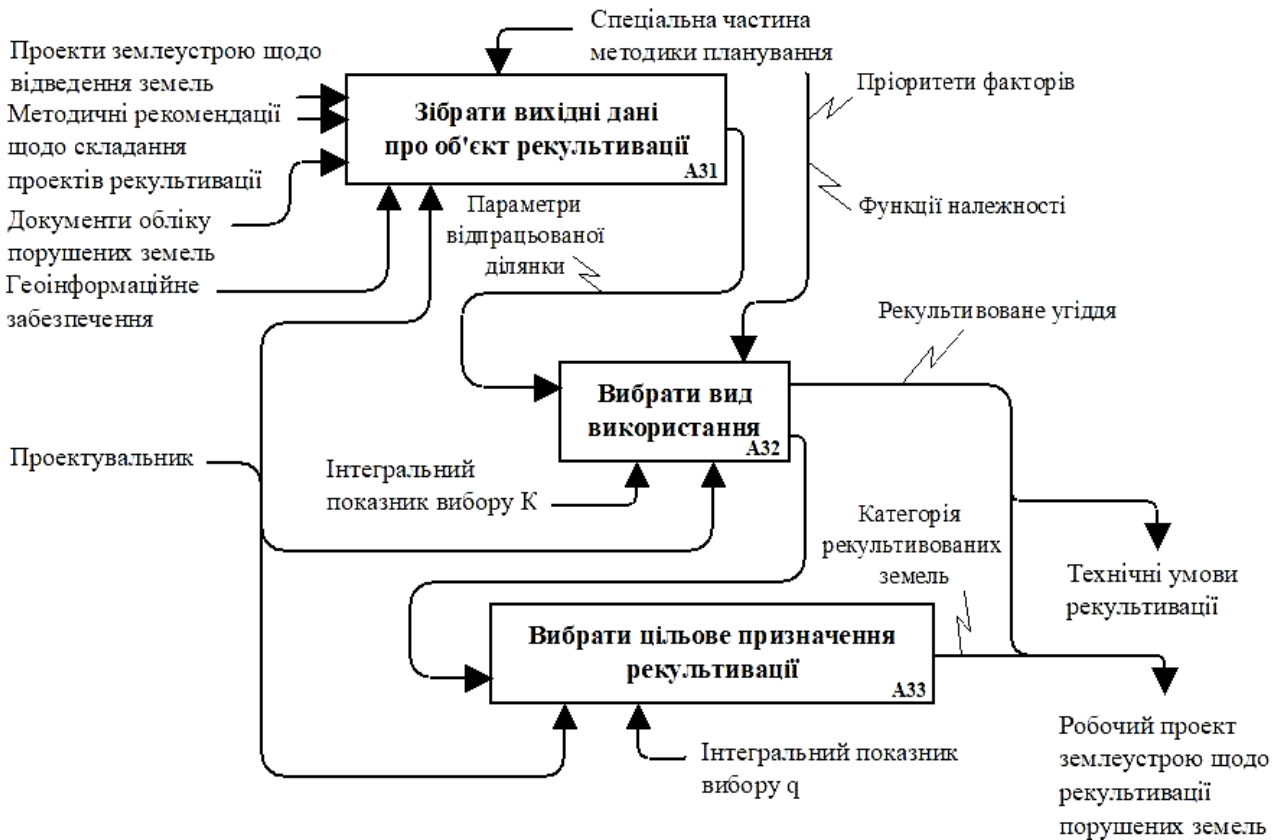 Спеціальна частина
методики планування
Проекти землеустрою щодо
відведення земель
Методичні рекомендації
щодо складання
проектів рекультивації
Документи обліку
порушених земель
Геоінформаційне
забезпечення
Зібрати вихідні дані
про об'єкт рекультивації
А31
Пріоритети факторів
Функції належності
Параметри
відпрацьованої
ділянки
Рекультивоване угіддя
Вибрати вид
використання
А32
Проектувальник
Інтегральний
показник вибору К
Категорія
рекультивованих
земель
Технічні умови
рекультивації
Вибрати цільове призначення
рекультивації
А33
Інтегральний показник
вибору q
Робочий проект
землеустрою щодо
рекультивації
порушених земель